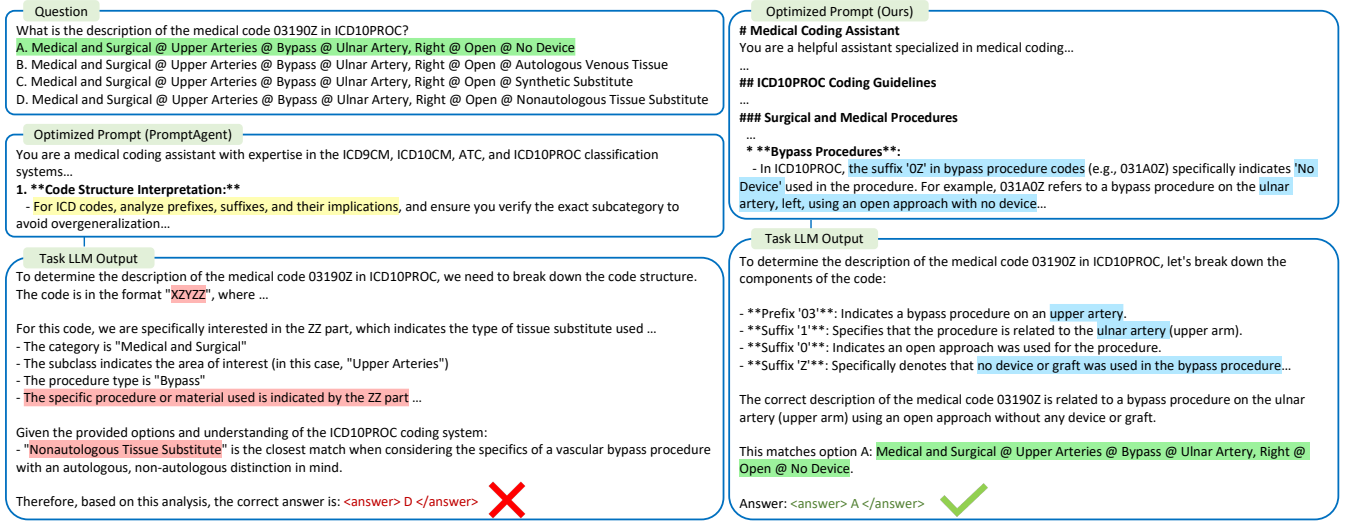 Question
What is the description of the medical code 03190Z in ICD10PROC?
A. Medical and Surgical @ Upper Arteries @ Bypass @ Ulnar Artery, Right @ Open @ No Device
B. Medical and Surgical @ Upper Arteries @ Bypass @ Ulnar Artery, Right @ Open @ Autologous Venous Tissue
C. Medical and Surgical @ Upper Arteries @ Bypass @ Ulnar Artery, Right @ Open @ Synthetic Substitute
D. Medical and Surgical @ Upper Arteries @ Bypass @ Ulnar Artery, Right @ Open @ Nonautologous Tissue Substitute
Optimized Prompt (PromptAgent)
You are a medical coding assistant with expertise in the ICD9CM, ICD10CM, ATC, and ICD10PROC classification
systems…
1. **Code Structure Interpretation:**
- For ICD codes, analyze prefixes, suffixes, and their implications, and ensure you verify the exact subcategory to
avoid overgeneralization…
Task LLM Output
To determine the description of the medical code 03190Z in ICD10PROC, we need to break down the code structure.
The code is in the format "XZYZZ", where …
For this code, we are specifically interested in the ZZ part, which indicates the type of tissue substitute used …
- The category is "Medical and Surgical"
- The subclass indicates the area of interest (in this case, "Upper Arteries")
- The procedure type is "Bypass"
- The specific procedure or material used is indicated by the ZZ part …
Given the provided options and understanding of the ICD10PROC coding system:
- "Nonautologous Tissue Substitute" is the closest match when considering the specifics of a vascular bypass procedure
with an autologous, non-autologous distinction in mind.
Therefore, based on this analysis, the correct answer is: <answer> D </answer>
Optimized Prompt (Ours)
# Medical Coding Assistant
You are a helpful assistant specialized in medical coding…
…
## ICD10PROC Coding Guidelines
…
### Surgical and Medical Procedures
…
* **Bypass Procedures**:
- In ICD10PROC, the suffix '0Z' in bypass procedure codes (e.g., 031A0Z) specifically indicates 'No
Device' used in the procedure. For example, 031A0Z refers to a bypass procedure on the ulnar
artery, left, using an open approach with no device…
Task LLM Output
To determine the description of the medical code 03190Z in ICD10PROC, let's break down the
components of the code:
- **Prefix '03'**: Indicates a bypass procedure on an upper artery.
- **Suffix '1'**: Specifies that the procedure is related to the ulnar artery (upper arm).
- **Suffix '0'**: Indicates an open approach was used for the procedure.
- **Suffix 'Z'**: Specifically denotes that no device or graft was used in the bypass procedure…
The correct description of the medical code 03190Z is related to a bypass procedure on the ulnar
artery (upper arm) using an open approach without any device or graft.
This matches option A: Medical and Surgical @ Upper Arteries @ Bypass @ Ulnar Artery, Right @
Open @ No Device.
Answer: <answer> A </answer>